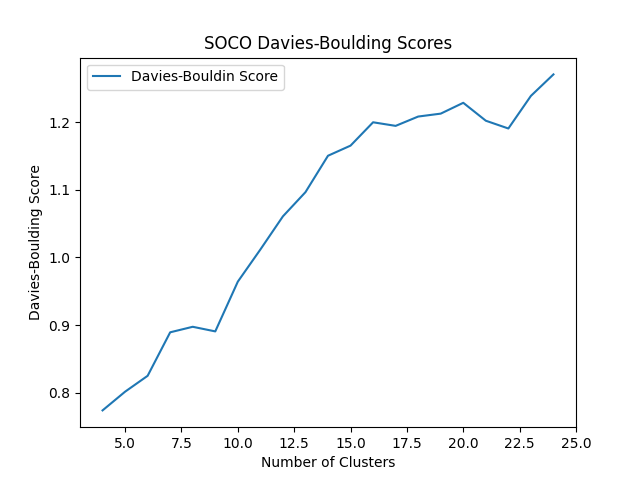 SOCO Davies-Boulding Scores
Davies-Bouldin Score
Davies-Boulding Score
1.2
1.1
1.0
0.9
0.8
5.0 7.5 10.0 12.5 15.0 17.5 20.0 22.5 25.0
Number of Clusters